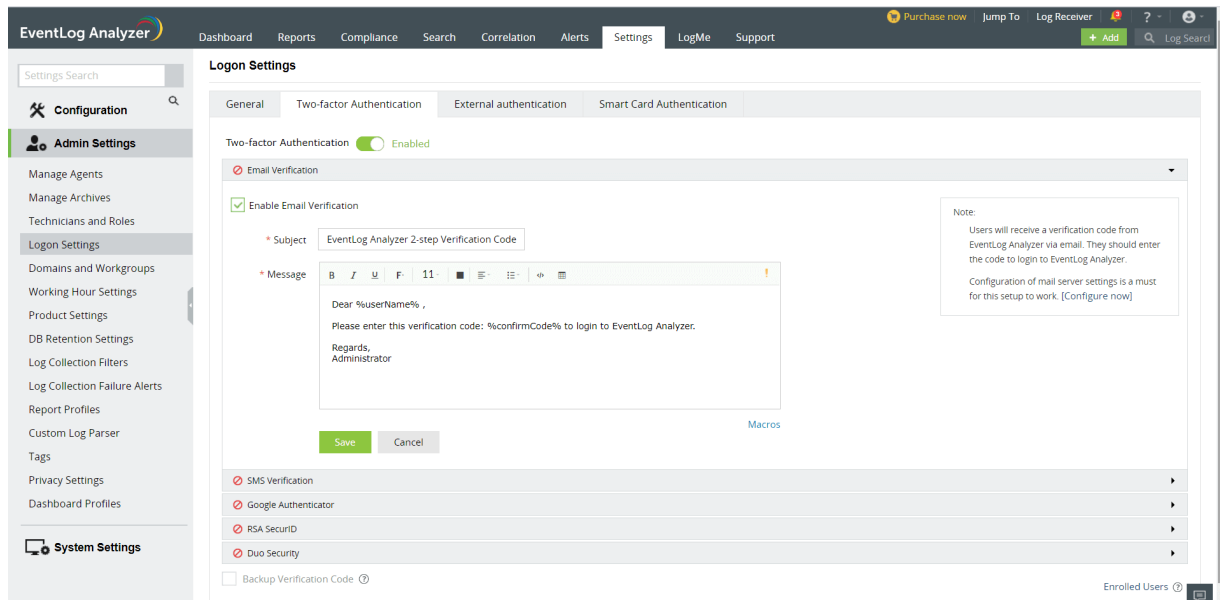 EventLog Analyzer
Purchase now Jump To Log Receiver 3 ?
Dashboard Reports Compliance Search Correlation Alerts Settings LogMe Support
+ Add Log Search
Settings Search
Configuration
Admin Settings
Manage Agents
Manage Archives
Technicians and Roles
Logon Settings
Domains and Workgroups
Working Hour Settings
Product Settings
DB Retention Settings
Log Collection Filters
Log Collection Failure Alerts
Report Profiles
Custom Log Parser
Tags
Privacy Settings
Dashboard Profiles
System Settings
Logon Settings
General Two-factor Authentication External authentication Smart Card Authentication
Two-factor Authentication Enabled
Email Verification
Enable Email Verification
* Subject EventLog Analyzer 2-step Verification Code
* Message B I U F 11 !
Dear %userName% ,
Please enter this verification code: %confirmCode% to login to EventLog Analyzer.
Regards,
Administrator
Macros
Save Cancel
Note:
Users will receive a verification code from
EventLog Analyzer via email. They should enter
the code to login to EventLog Analyzer.
Configuration of mail server settings is a must
for this setup to work. [Configure now]
SMS Verification
Google Authenticator
RSA SecurID
Duo Security
Backup Verification Code ?
Enrolled Users ?